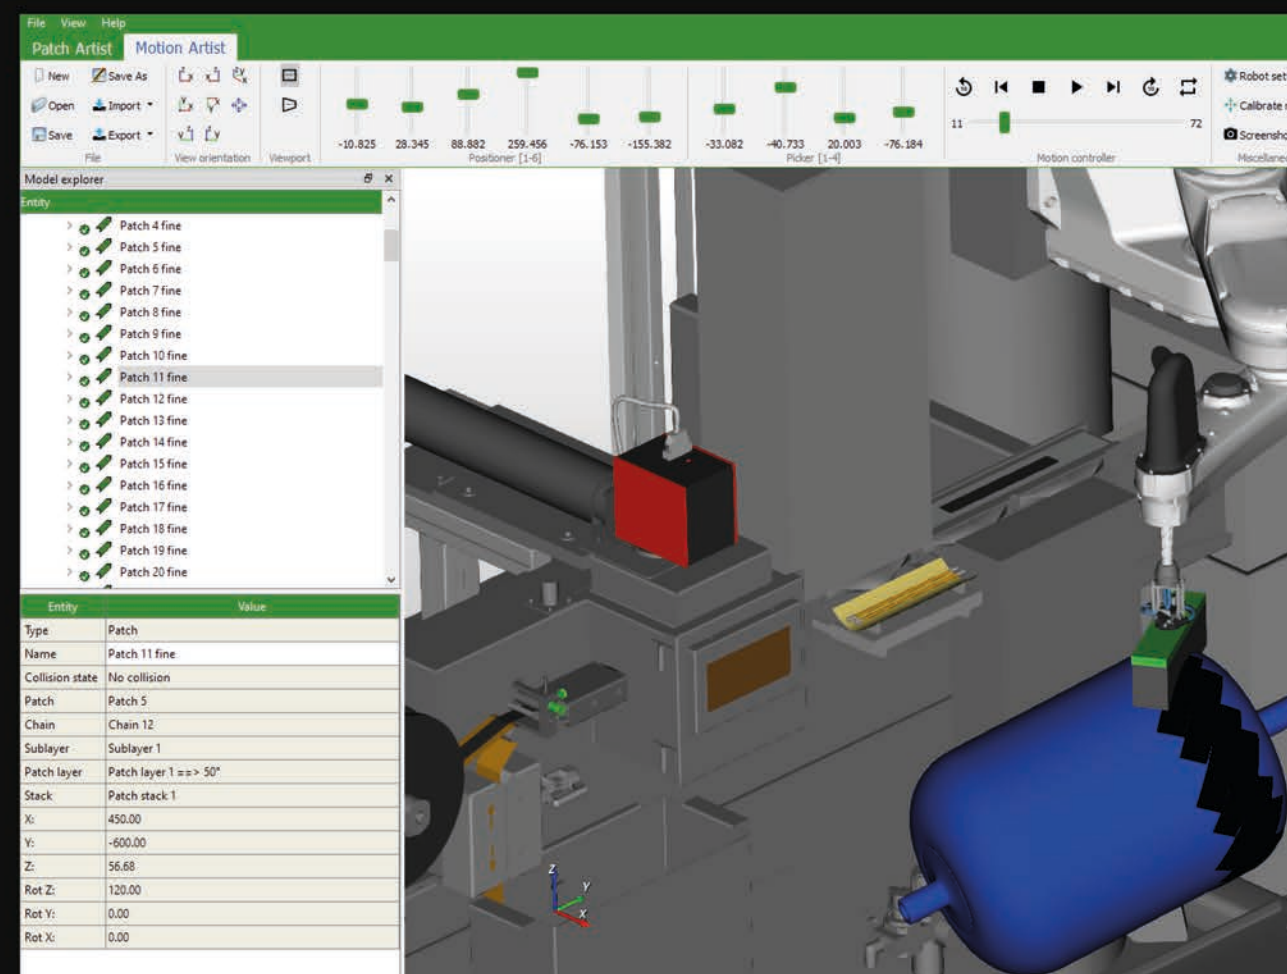 File View Help
Patch Artist Motion Artist
New Save As
Open Import
Save Export
File
View orientation
Viewport
-10.825 28.345 88.882 259.456 -76.153 -155.382
Positioner [1-6]
-33.082 -40.733 20.003 -76.184
Picker [1-4]
11 72
Motion controller
Robot set
Calibrate
Screensho
Miscellane
Model explorer
Entity
Patch 4 fine
Patch 5 fine
Patch 6 fine
Patch 7 fine
Patch 8 fine
Patch 9 fine
Patch 10 fine
Patch 11 fine
Patch 12 fine
Patch 13 fine
Patch 14 fine
Patch 15 fine
Patch 16 fine
Patch 17 fine
Patch 18 fine
Patch 19 fine
Patch 20 fine
Entity Value
Type Patch
Name Patch 11 fine
Collision state No collision
Patch Patch 5
Chain Chain 12
Sublayer Sublayer 1
Patch layer Patch layer 1 ==> 50°
Stack Patch stack 1
X: 450.00
Y: -600.00
Z: 56.68
Rot Z: 120.00
Rot Y: 0.00
Rot X: 0.00
Z
Y
X